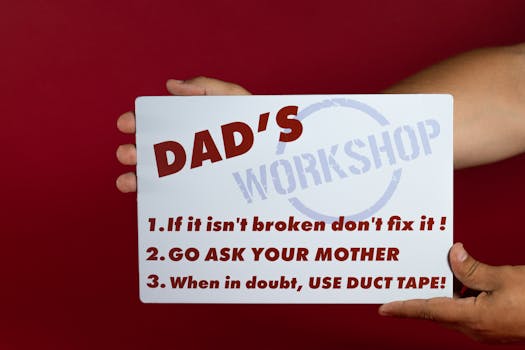 DAD'S
WORKSHOP
1. If it isn't broken don't fix it !
2. GO ASK YOUR MOTHER
3. When in doubt, USE DUCT TAPE!